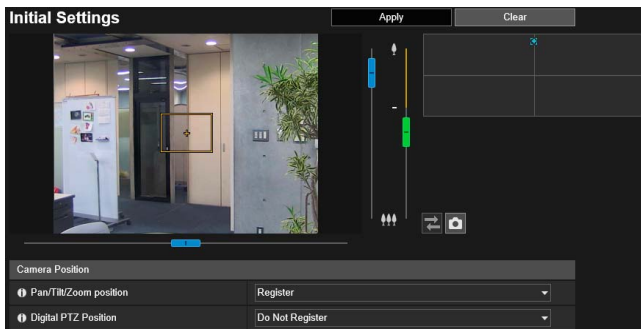 Initial Settings
Apply
Clear
Camera Position
Pan/Tilt/Zoom position
Register
Digital PTZ Position
Do Not Register